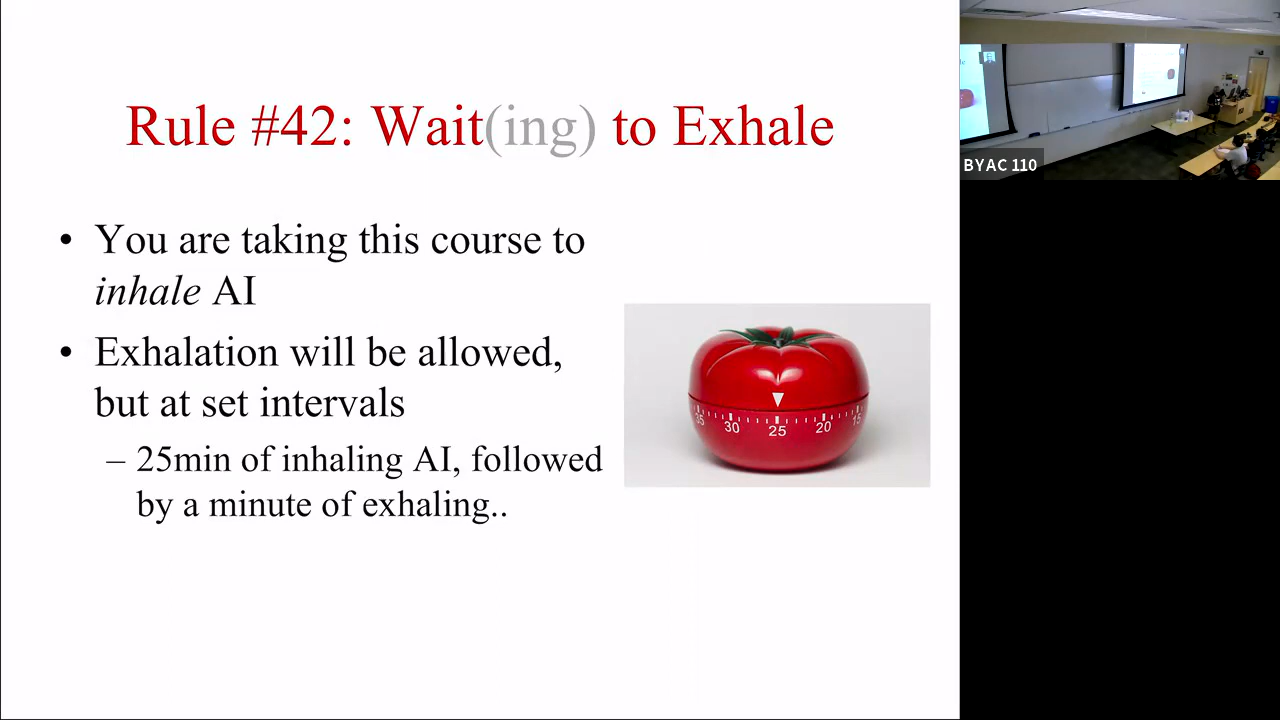 Rule #42: Wait(ing) to Exhale
• You are taking this course to
inhale AI
• Exhalation will be allowed,
but at set intervals
– 25min of inhaling AI, followed
by a minute of exhaling..
35 30 25 20 15
BYAC 110